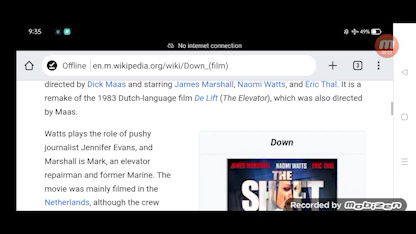 9:35
49%
No internet connection
Offline en.m.wikipedia.org/wiki/Down_(film)
3
directed by Dick Maas and starring James Marshall, Naomi Watts, and Eric Thal. It is a
remake of the 1983 Dutch-language film De Lift (The Elevator), which was also directed
by Maas.
Watts plays the role of pushy
journalist Jennifer Evans, and
Marshall is Mark, an elevator
repairman and former Marine. The
movie was mainly filmed in the
Netherlands, although the crew
Down
JAMES MARSHALL NAOMI WATTS ERIC THAL
THE
Recorded by mobizen